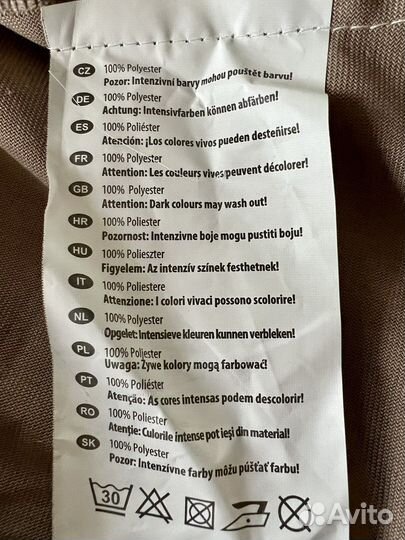 CZ 100% Polyester
Pozor: Intenzivní barvy mohou pouštět barvu!
DE 100% Polyester
Achtung: Intensivfarben können abfärben!
ES 100% Poliéster
Atención: ¡Los colores vivos pueden desteñirse!
FR 100% Polyester
Attention: Les couleurs vives peuvent décolorer!
GB 100% Polyester
Attention: Dark colours may wash out!
HR 100% Poliester
Pozornost: Intenzivne boje mogu pustiti boju!
HU 100% Polieszter
Figyelem: Az intenzív színek festhetnek!
IT 100% Poliestere
Attenzione: I colori vivaci possono scolorire!
NL 100% Polyester
Opgelet: Intensieve kleuren kunnen verbleken!
PL 100% Polyester
Uwaga: Żywe kolory mogą farbować!
PT 100% Poliéster
Atenção: As cores intensas podem descolorir!
RO 100% Poliester
Atenție: Culorile intense pot ieși din material!
SK 100% Polyester
Pozor: Intenzívne farby môžu púšťať farbu!
30
Avito